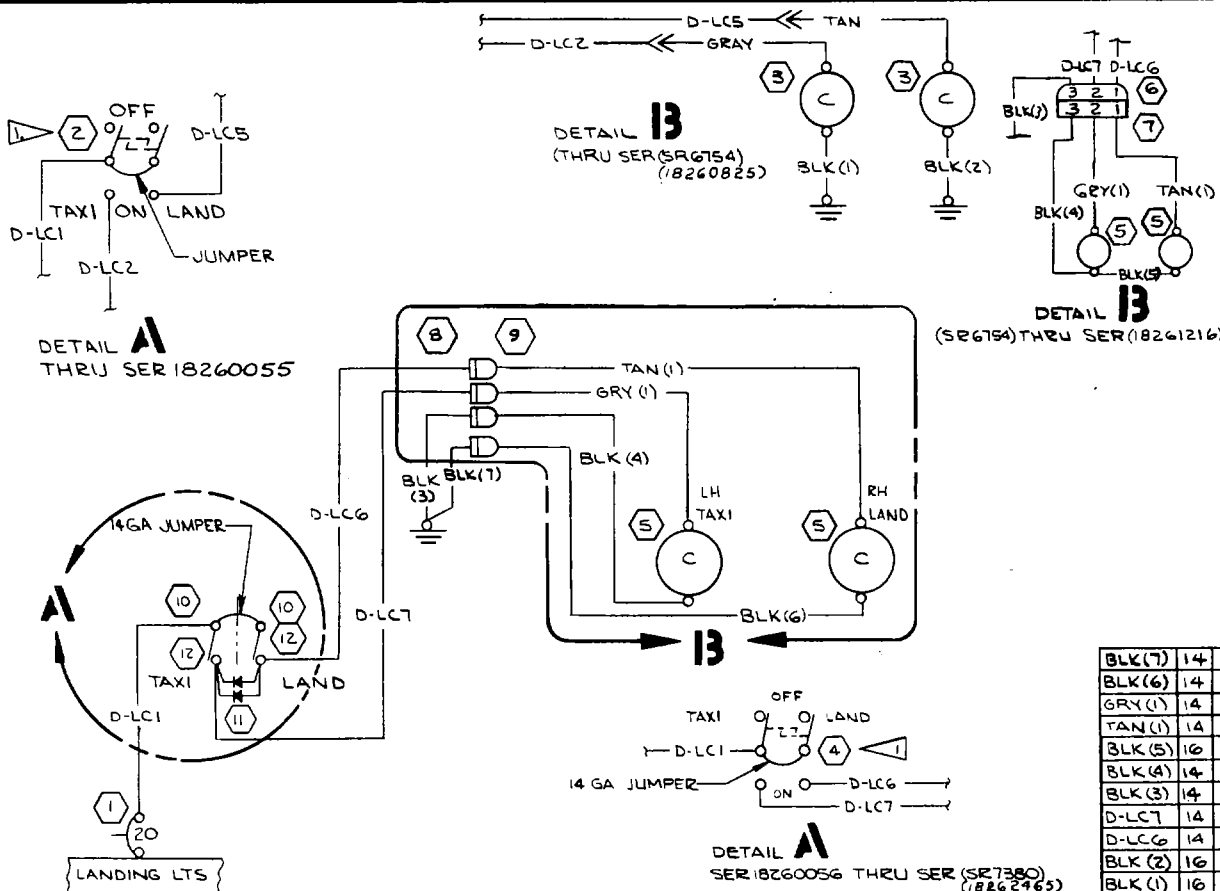 D-LC5 TAN
D-LC2 GRAY
3 3
C C
DETAIL B
(THRU SER (SR6754)
(18260825)
BLK(1) BLK(2)
D-LC7 D-LC6
3 2 1
3 2 1
6
7
BLK(3)
GRY(1) TAN(1)
BLK(4)
5 5
BLK(5)
DETAIL B
(SR6754) THRU SER (18261216)
OFF
1 2
D-LC5
TAXI ON LAND
D-LC1
D-LC2
JUMPER
DETAIL A
THRU SER 18260055
8 9
TAN(1)
GRY(1)
BLK(4)
BLK
(3)
BLK(7)
LH
TAXI
RH
LAND
5 5
C C
BLK(6)
B
D-LC6
D-LC7
14GA JUMPER
A
10 10
12 12
TAXI LAND
11
D-LC1
1
20
LANDING LTS
OFF
TAXI LAND
D-LC1 4 1
14 GA JUMPER
ON
D-LC6
D-LC7
DETAIL A
SER 18260056 THRU SER (SR7380)
(18262465)
BLK(7) 14
BLK(6) 14
GRY(1) 14
TAN(1) 14
BLK(5) 16
BLK(4) 14
BLK(3) 14
D-LC7 14
D-LC6 14
BLK(2) 16
BLK(1) 16